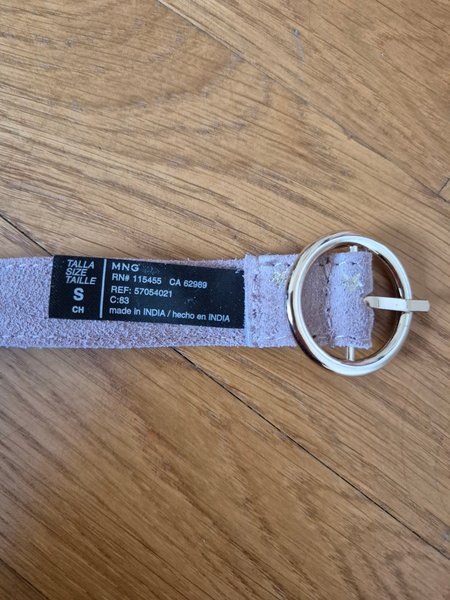 TALLA
SIZE
TAILLE
S
CH
MNG
RN# 115455 CA 62989
REF: 57054021
C:83
made in INDIA / hecho en INDIA